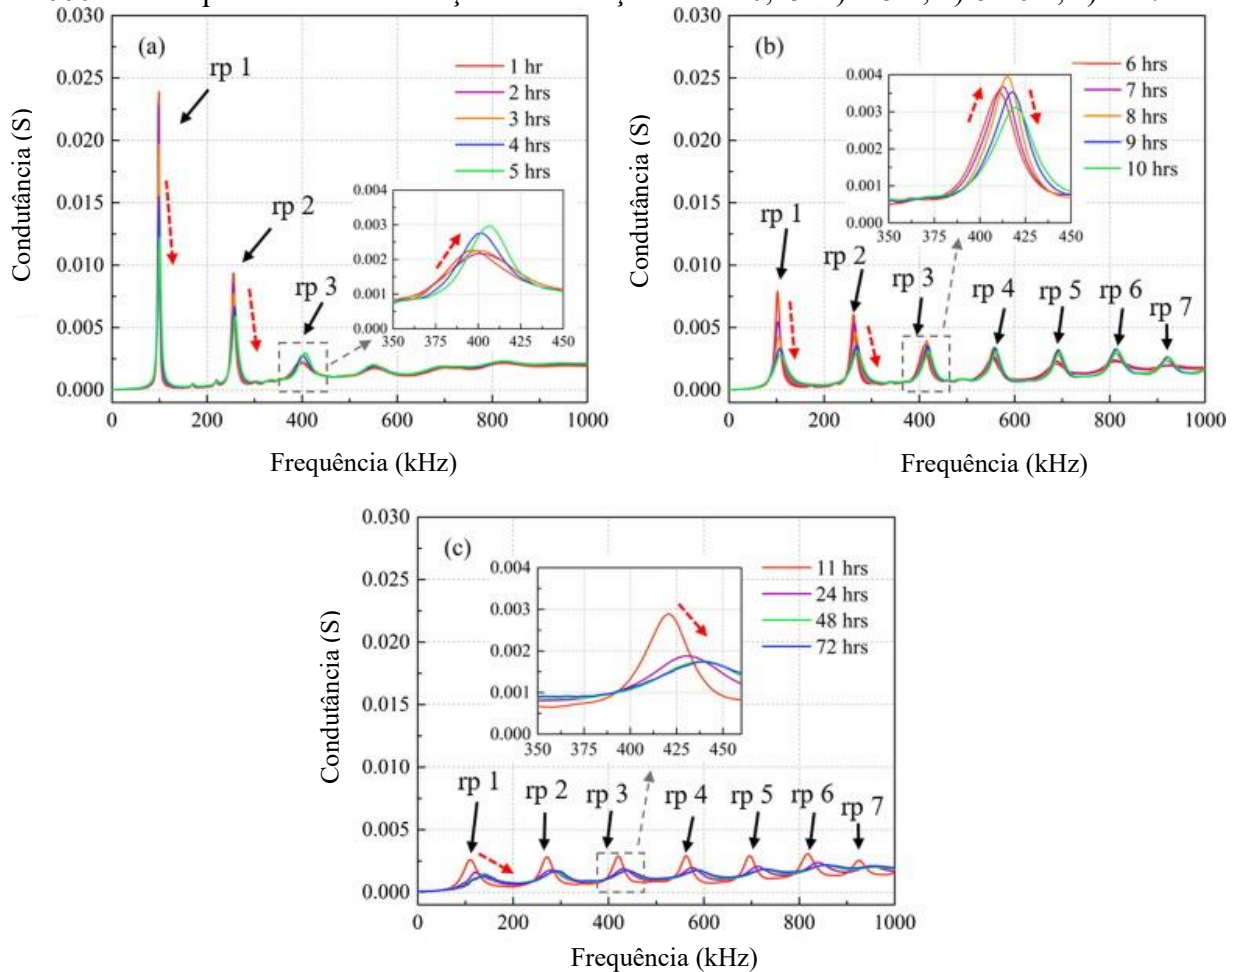 (a)
rp 1
rp 2
rp 3
1 hr
2 hrs
3 hrs
4 hrs
5 hrs
0.030
0.025
0.020
0.015
0.010
0.005
0.000
0 200 400 600 800 1000
0.004
0.003
0.002
0.001
0.000
350 375 400 425 450
Condutância (S)
Frequência (kHz)
(b)
6 hrs
7 hrs
8 hrs
9 hrs
10 hrs
rp 1
rp 2
rp 3
rp 4
rp 5
rp 6
rp 7
0.030
0.025
0.020
0.015
0.010
0.005
0.000
0 200 400 600 800 1000
0.004
0.003
0.002
0.001
0.000
350 375 400 425 450
Condutância (S)
Frequência (kHz)
(c)
11 hrs
24 hrs
48 hrs
72 hrs
rp 1
rp 2
rp 3
rp 4
rp 5
rp 6
rp 7
0.030
0.025
0.020
0.015
0.010
0.005
0.000
0 200 400 600 800 1000
0.004
0.003
0.002
0.001
0.000
350 375 400 425 450
Condutância (S)
Frequência (kHz)